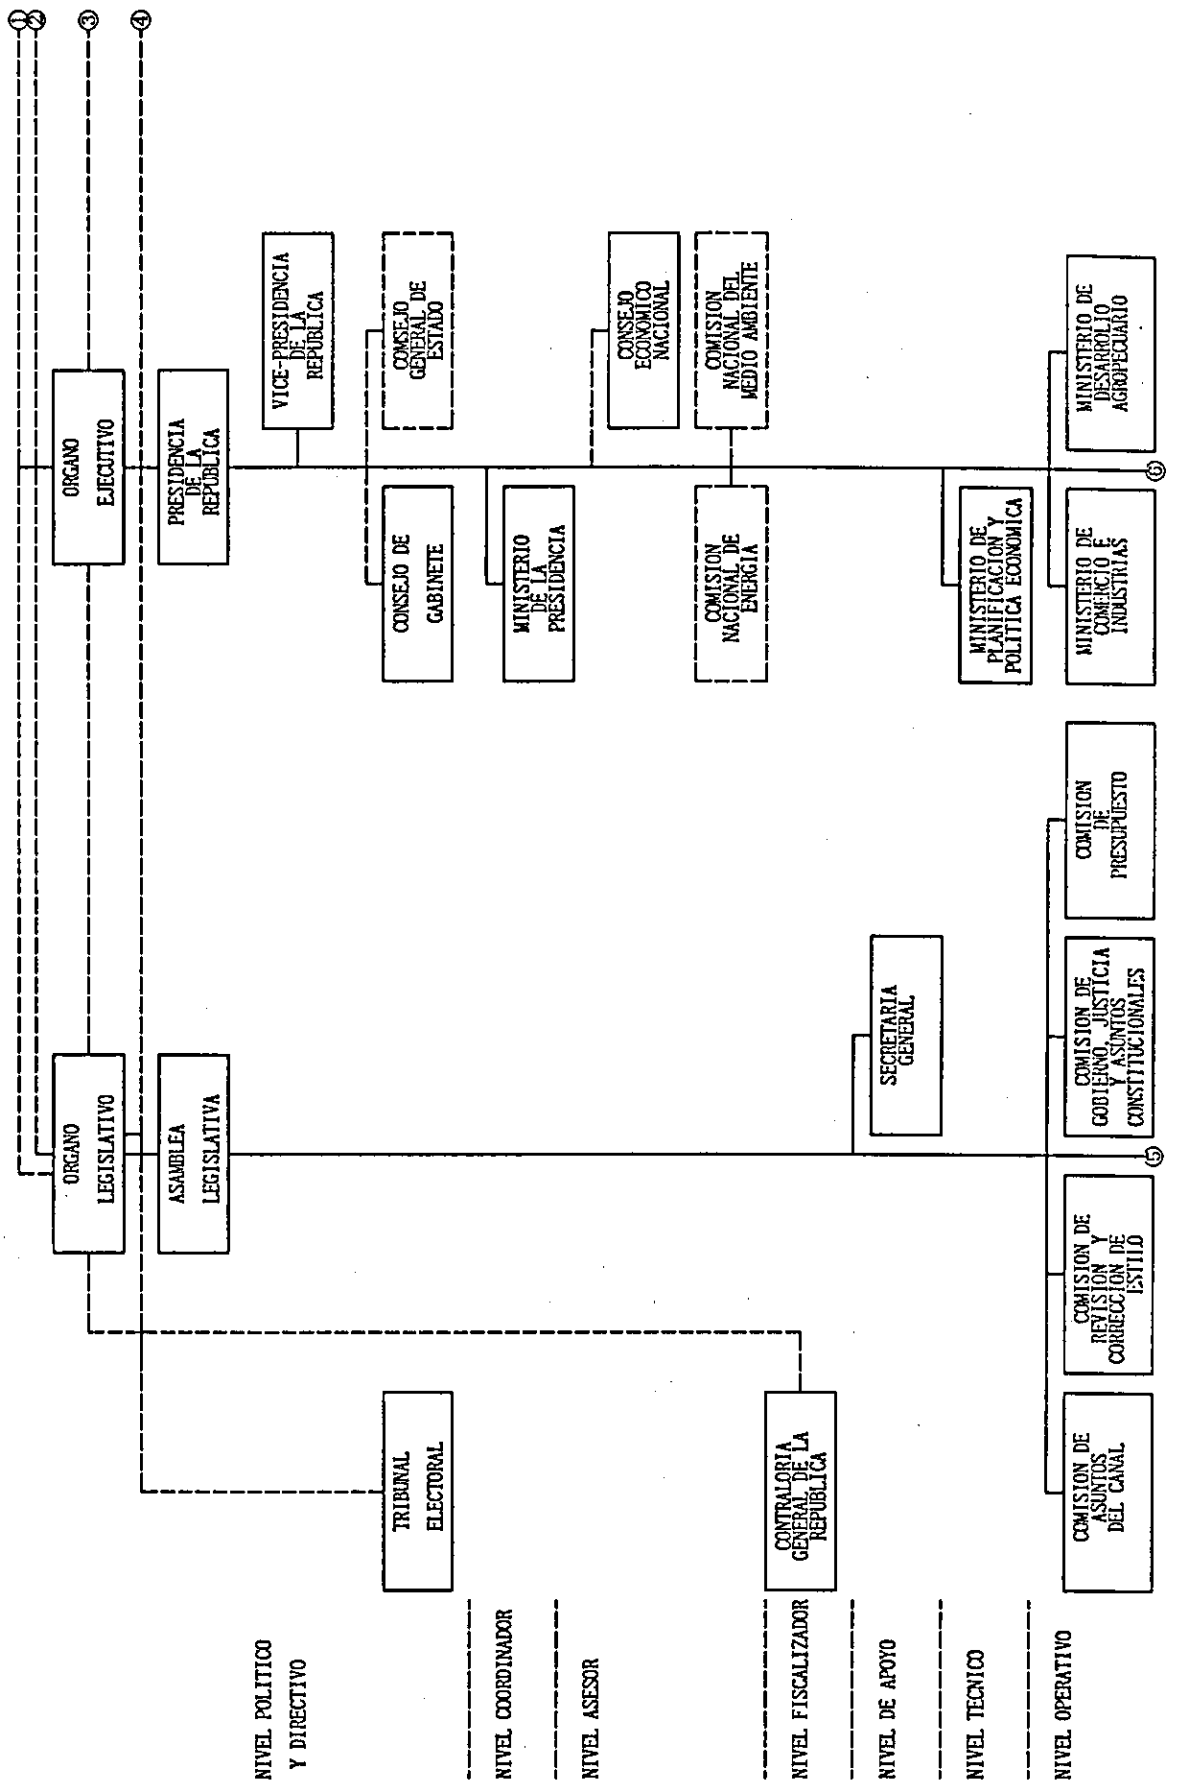 ①
②
③
④
ORGANO
LEGISLATIVO
ORGANO
EJECUTIVO
ASAMBLEA
LEGISLATIVA
PRESIDENCIA
DE LA
REPUBLICA
NIVEL POLITICO
Y DIRECTIVO
VICE-PRESIDENCIA
DE LA
REPUBLICA
TRIBUNAL
ELECTORAL
CONSEJO DE
GABINETE
CONSEJO
GENERAL DE
ESTADO
NIVEL COORDINADOR
MINISTERIO
DE LA
PRESIDENCIA
NIVEL ASESOR
CONSEJO
ECONOMICO
NACIONAL
COMISION
NACIONAL DE
ENERGIA
COMISION
NACIONAL DEL
MEDIO AMBIENTE
NIVEL FISCALIZADOR
CONTRALORIA
GENERAL DE LA
REPUBLICA
NIVEL DE APOYO
SECRETARIA
GENERAL
NIVEL TECNICO
MINISTERIO DE
PLANIFICACION Y
POLITICA ECONOMICA
NIVEL OPERATIVO
COMISION DE
ASUNTOS
DEL CANAL
COMISION DE
REVISION Y
CORRECCION DE
ESTILO
COMISION DE
GOBIERNO, JUSTICIA
Y ASUNTOS
CONSTITUCIONALES
COMISION
DE
PRESUPUESTO
MINISTERIO DE
COMERCIO E
INDUSTRIAS
MINISTERIO DE
DESARROLLO
AGROPECUARIO
⑤
⑥